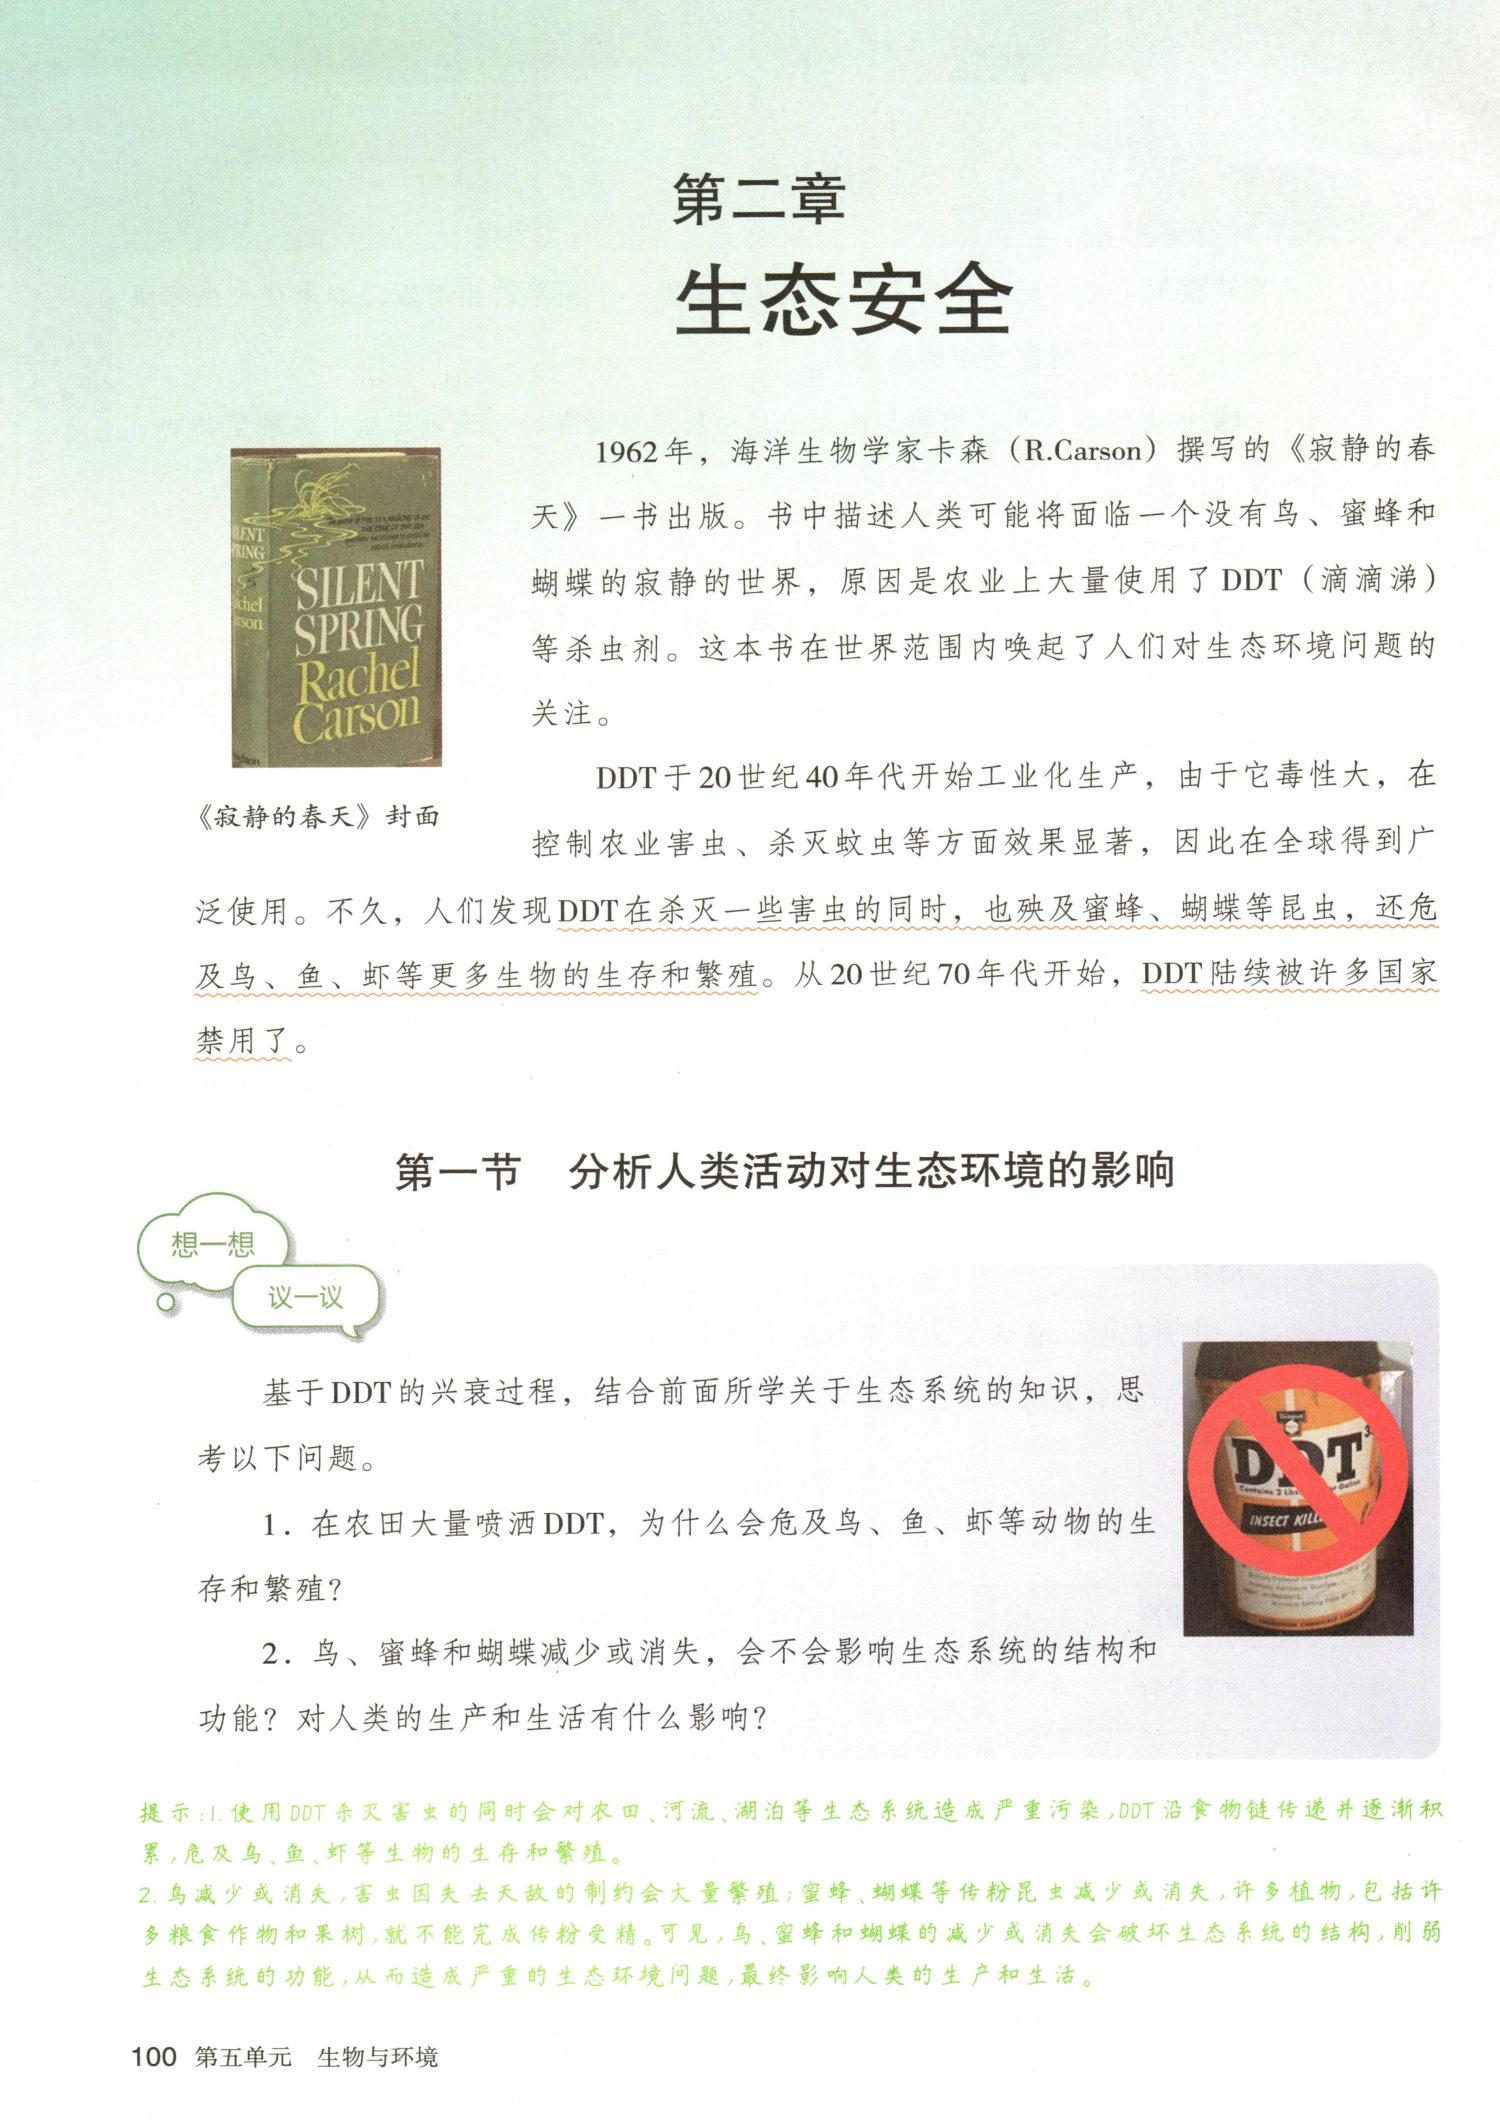 第二章
生态安全
SILENT
SPRING
Rachel
Carson
《寂静的春天》封面
1962年，海洋生物学家卡森（R.Carson）撰写的《寂静的春
天》一书出版。书中描述人类可能将面临一个没有鸟、蜜蜂和
蝴蝶的寂静的世界，原因是农业上大量使用了DDT（滴滴涕）
等杀虫剂。这本书在世界范围内唤起了人们对生态环境问题的
关注。
DDT于20世纪40年代开始工业化生产，由于它毒性大，在
控制农业害虫、杀灭蚊虫等方面效果显著，因此在全球得到广
泛使用。不久，人们发现DDT在杀灭一些害虫的同时，也殃及蜜蜂、蝴蝶等昆虫，还危
及鸟、鱼、虾等更多生物的生存和繁殖。从20世纪70年代开始，DDT陆续被许多国家
禁用了。
第一节 分析人类活动对生态环境的影响
想一想
议一议
基于DDT的兴衰过程，结合前面所学关于生态系统的知识，思
考以下问题。
1. 在农田大量喷洒DDT，为什么会危及鸟、鱼、虾等动物的生
存和繁殖？
2. 鸟、蜜蜂和蝴蝶减少或消失，会不会影响生态系统的结构和
功能？对人类的生产和生活有什么影响？
DDT
INSECT
提示:1.使用DDT杀灭害虫的同时会对农田、河流、湖泊等生态系统造成严重污染,DDT沿食物链传递并逐渐积
累,危及鸟、鱼、虾等生物的生存和繁殖。
2.鸟减少或消失,害虫因失去天敌的制约会大量繁殖;蜜蜂、蝴蝶等传粉昆虫减少或消失,许多植物,包括许
多粮食作物和果树,就不能完成传粉受精。可见,鸟、蜜蜂和蝴蝶的减少或消失会破坏生态系统的结构,削弱
生态系统的功能,从而造成严重的生态环境问题,最终影响人类的生产和生活。
100 第五单元 生物与环境